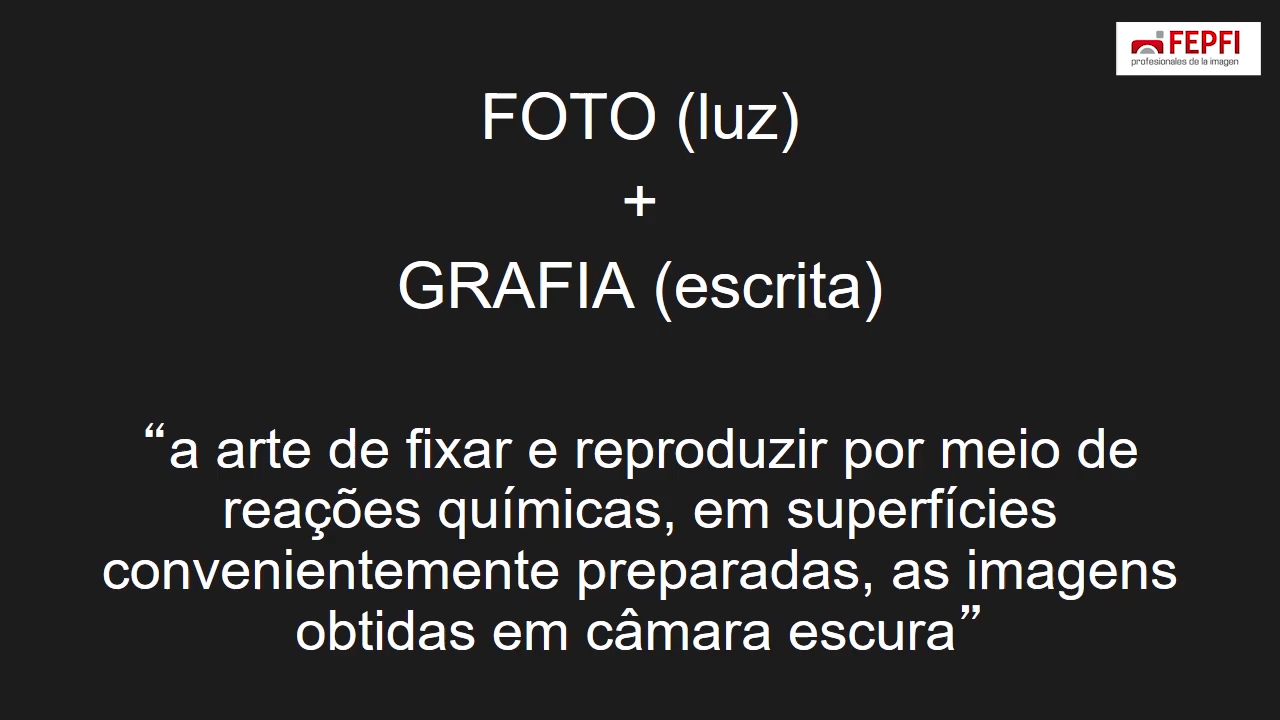 FEPFI
profesionales de la imagen
FOTO (luz)
+
GRAFIA (escrita)
“a arte de fixar e reproduzir por meio de
reações químicas, em superfícies
convenientemente preparadas, as imagens
obtidas em câmara escura”